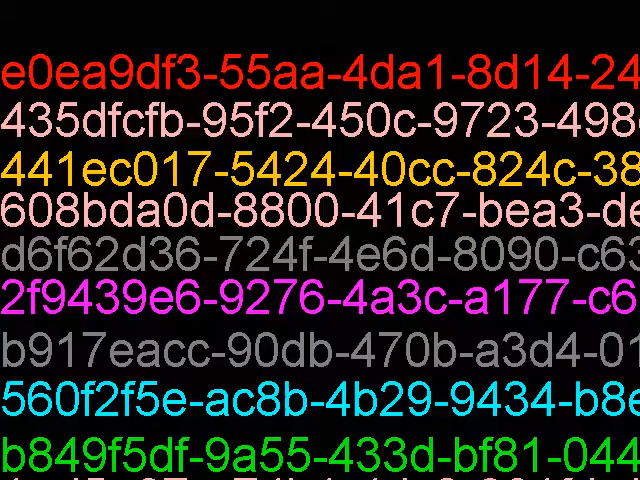 e0ea9df3-55aa-4da1-8d14-24
435dfcfb-95f2-450c-9723-498
441ec017-5424-40cc-824c-38
608bda0d-8800-41c7-bea3-de
d6f62d36-724f-4e6d-8090-c63
2f9439e6-9276-4a3c-a177-c6
b917eacc-90db-470b-a3d4-01
560f2f5e-ac8b-4b29-9434-b8e
b849f5df-9a55-433d-bf81-044